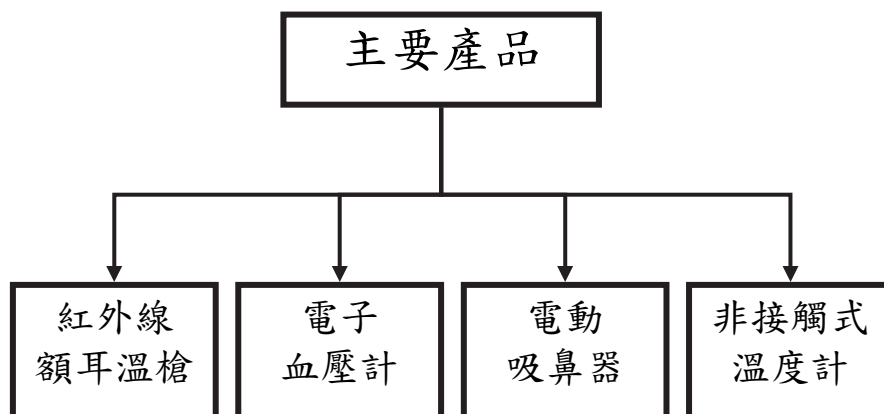 主要產品
紅外線
額耳溫槍
電子
血壓計
電動
吸鼻器
非接觸式
溫度計